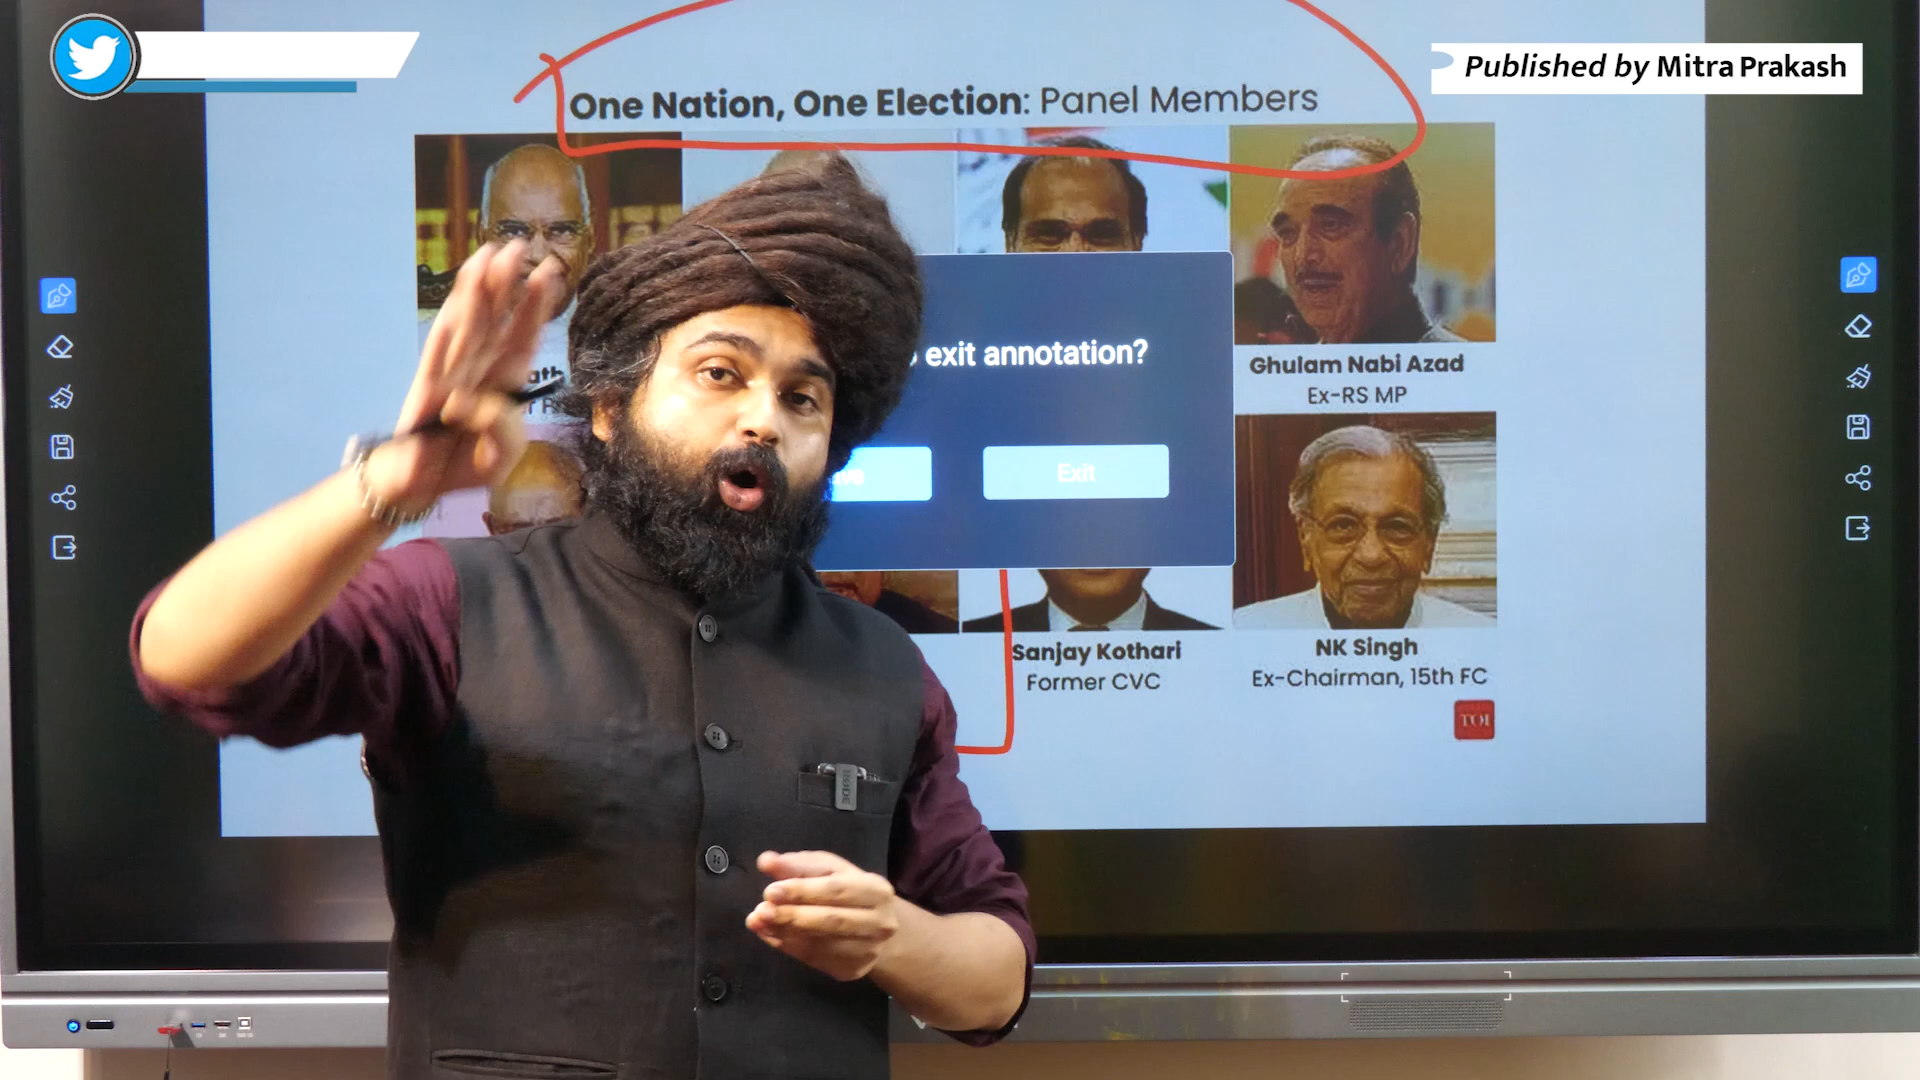 Published by Mitra Prakash
One Nation, One Election: Panel Members
exit annotation?
Ghulam Nabi Azad
Ex-RS MP
Exit
Sanjay Kothari
Former CVC
NK Singh
Ex-Chairman, 15th FC
TOI
RODE